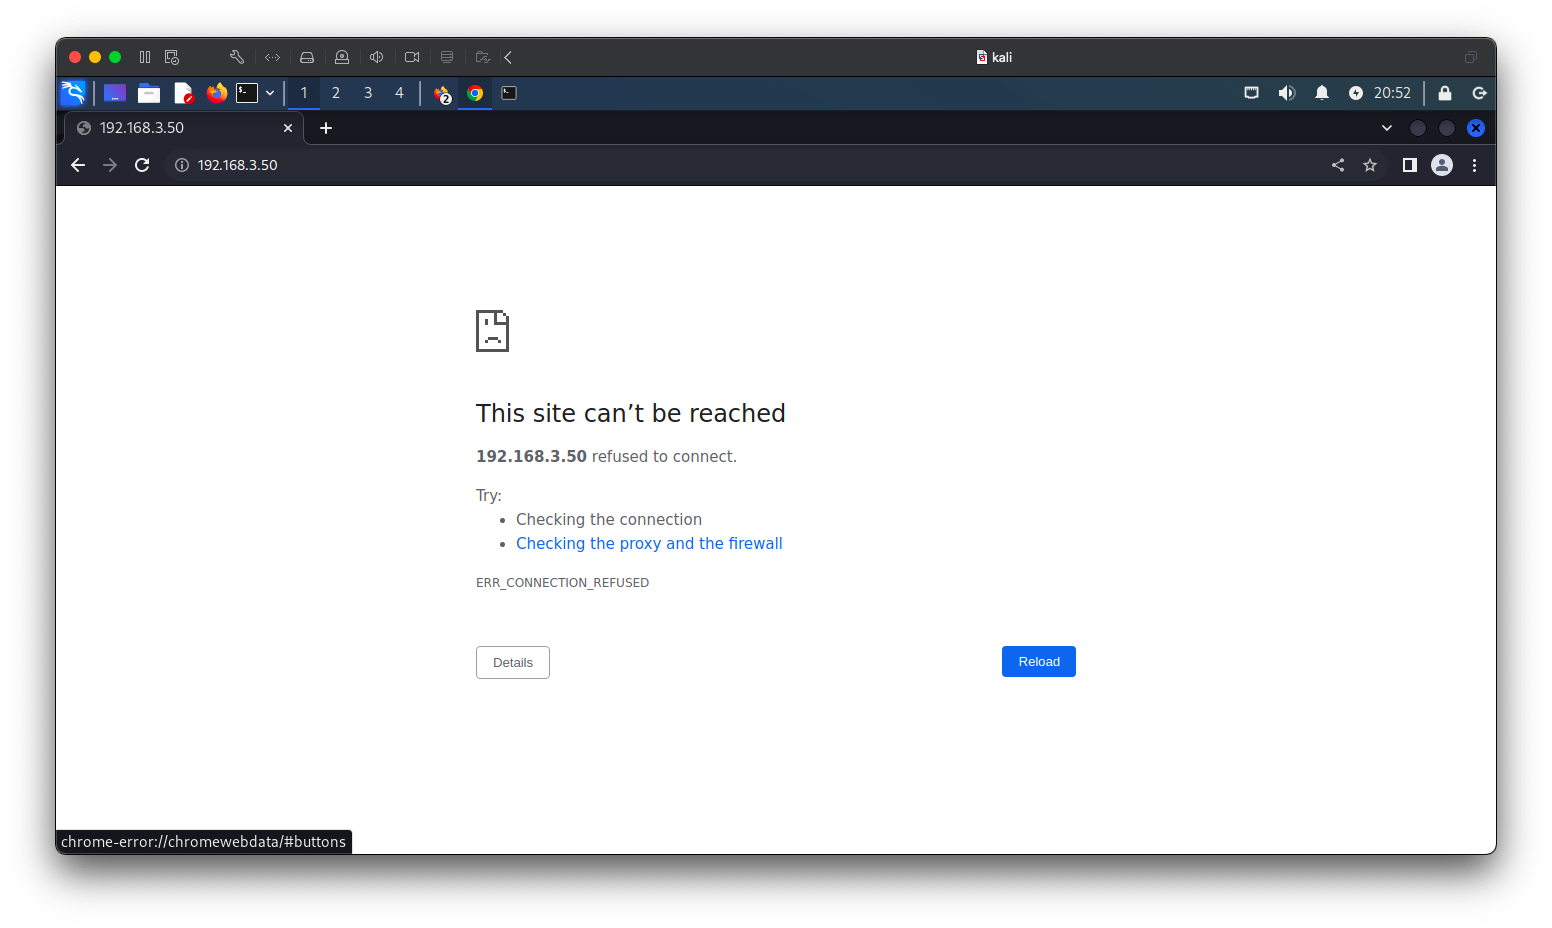 kali
1 2 3 4 2 20:52
192.168.3.50
192.168.3.50
This site can’t be reached
192.168.3.50 refused to connect.
Try:
• Checking the connection
• Checking the proxy and the firewall
ERR_CONNECTION_REFUSED
Details Reload
chrome-error://chromewebdata/#buttons